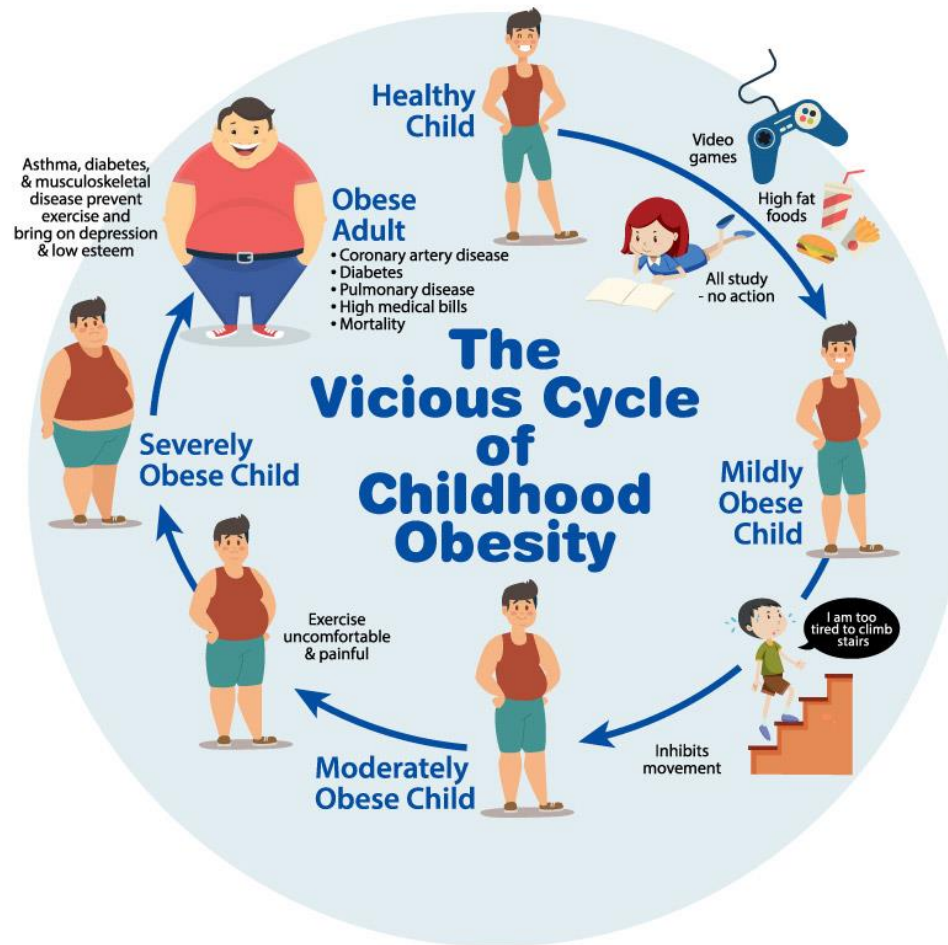 Healthy
Child
Video
games
High fat
foods
All study
- no action
Mildly
Obese
Child
I am too
tired to climb
stairs
Inhibits
movement
Moderately
Obese Child
Exercise
uncomfortable
& painful
Severely
Obese Child
Asthma, diabetes,
& musculoskeletal
disease prevent
exercise and
bring on depression
& low esteem
Obese
Adult
• Coronary artery disease
• Diabetes
• Pulmonary disease
• High medical bills
• Mortality
The
Vicious Cycle
of
Childhood
Obesity